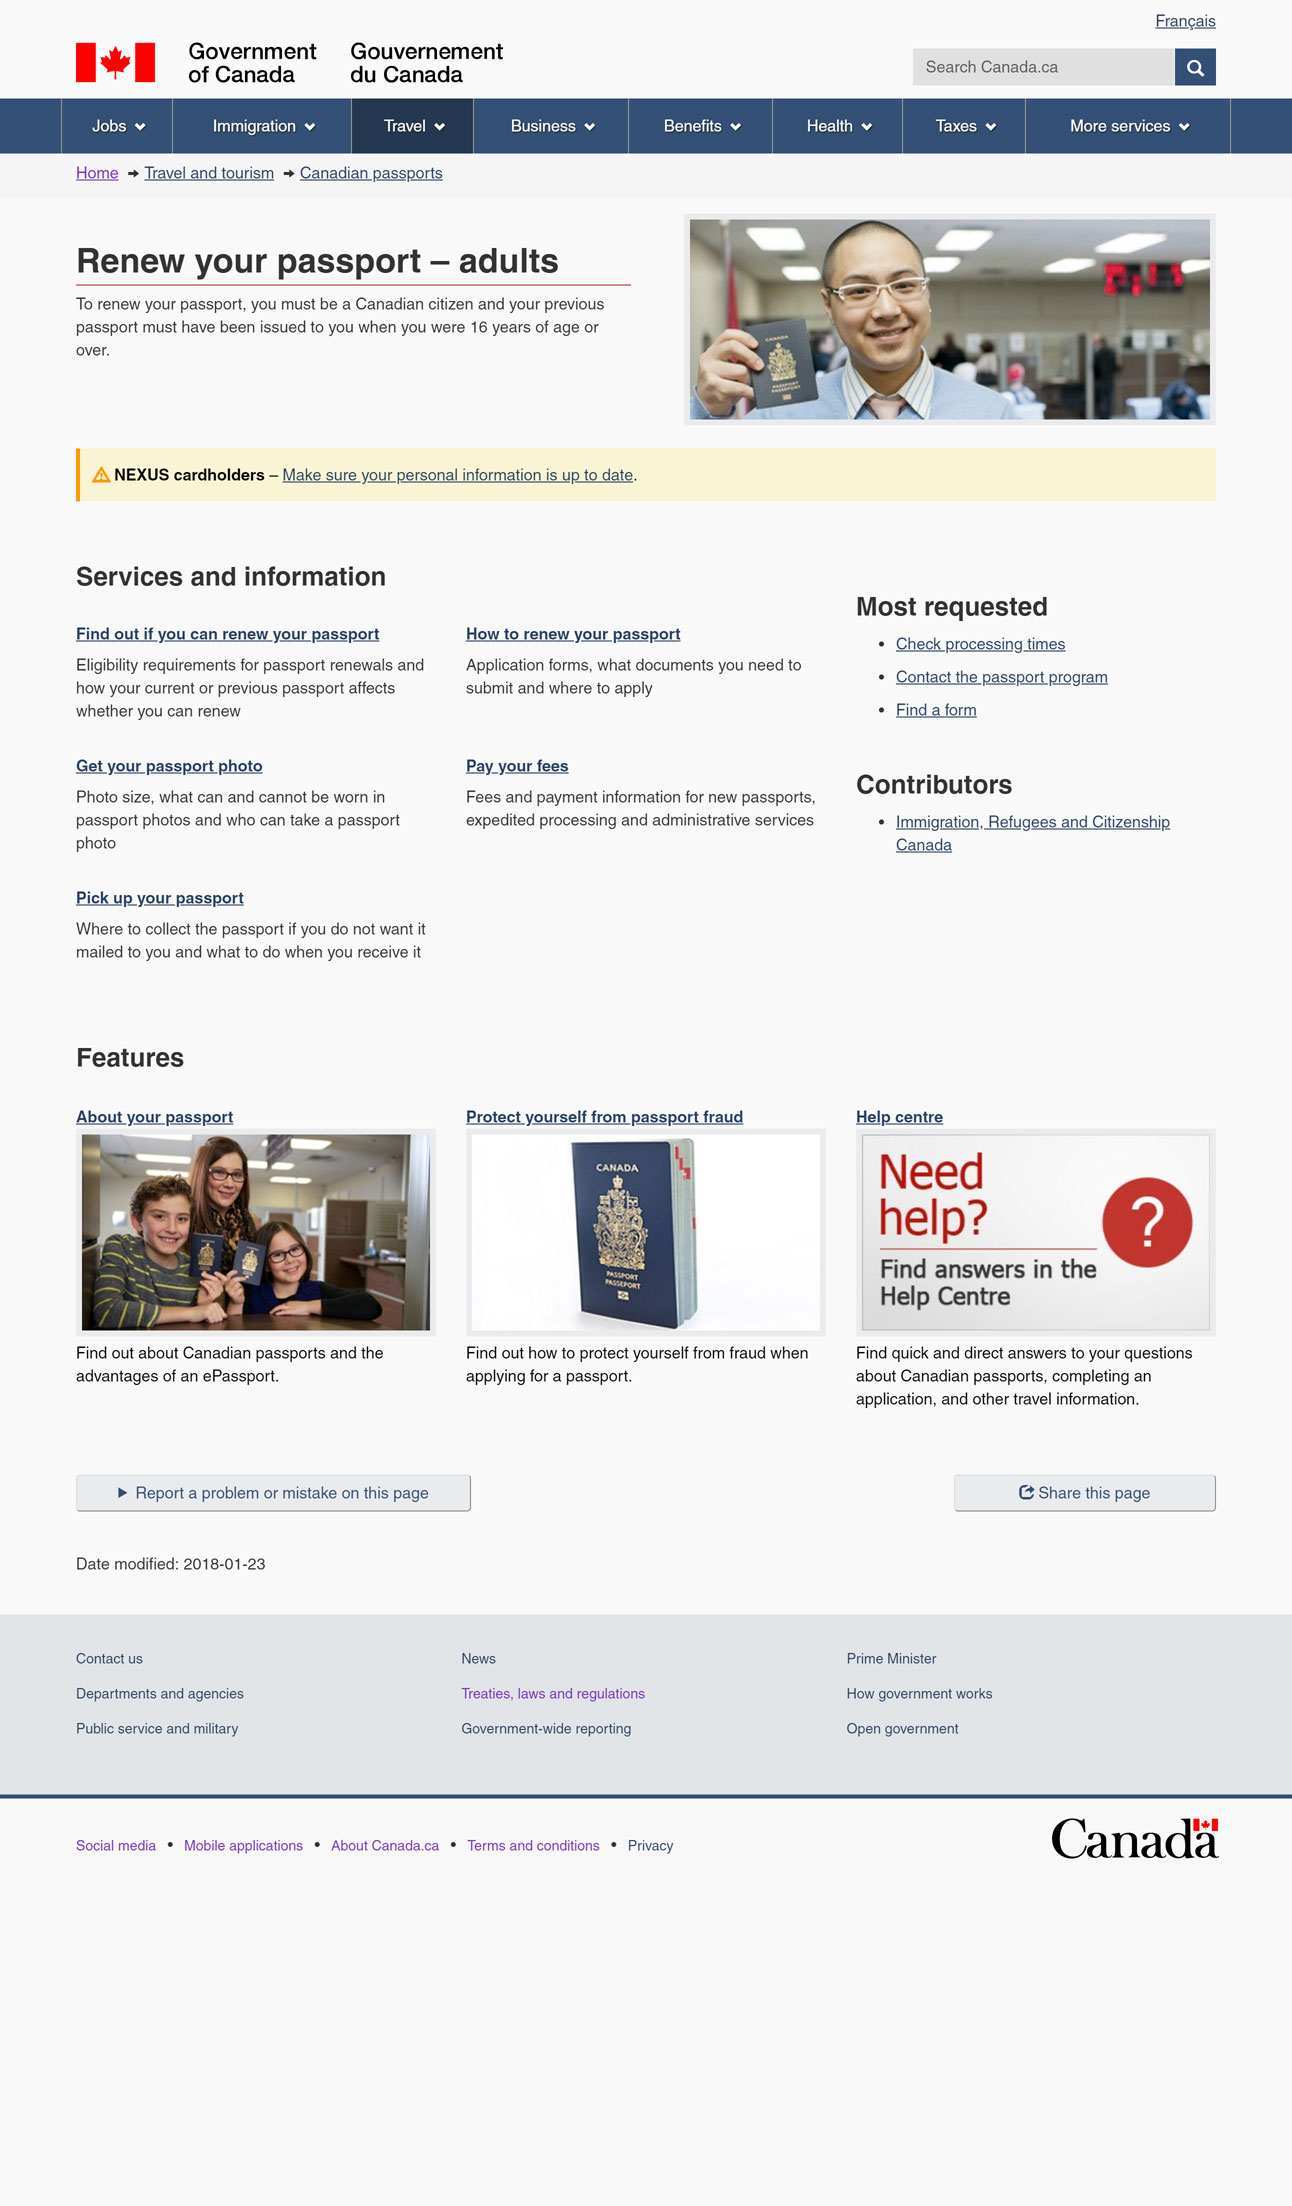 Français
Government of Canada
Gouvernement du Canada
Search Canada.ca
Jobs
Immigration
Travel
Business
Benefits
Health
Taxes
More services
Home
Travel and tourism
Canadian passports
Renew your passport – adults
To renew your passport, you must be a Canadian citizen and your previous
passport must have been issued to you when you were 16 years of age or
over.
CANADA
PASSPORT
PASSEPORT
NEXUS cardholders – Make sure your personal information is up to date.
Services and information
Find out if you can renew your passport
Eligibility requirements for passport renewals and
how your current or previous passport affects
whether you can renew
How to renew your passport
Application forms, what documents you need to
submit and where to apply
Get your passport photo
Photo size, what can and cannot be worn in
passport photos and who can take a passport
photo
Pay your fees
Fees and payment information for new passports,
expedited processing and administrative services
Pick up your passport
Where to collect the passport if you do not want it
mailed to you and what to do when you receive it
Most requested
Check processing times
Contact the passport program
Find a form
Contributors
Immigration, Refugees and Citizenship
Canada
Features
About your passport
Find out about Canadian passports and the
advantages of an ePassport.
Protect yourself from passport fraud
CANADA
PASSPORT
PASSEPORT
Find out how to protect yourself from fraud when
applying for a passport.
Help centre
Need
help?
?
Find answers in the
Help Centre
Find quick and direct answers to your questions
about Canadian passports, completing an
application, and other travel information.
Report a problem or mistake on this page
Share this page
Date modified: 2018-01-23
Contact us
News
Prime Minister
Departments and agencies
Treaties, laws and regulations
How government works
Public service and military
Government-wide reporting
Open government
Social media • Mobile applications • About Canada.ca • Terms and conditions • Privacy
Canada